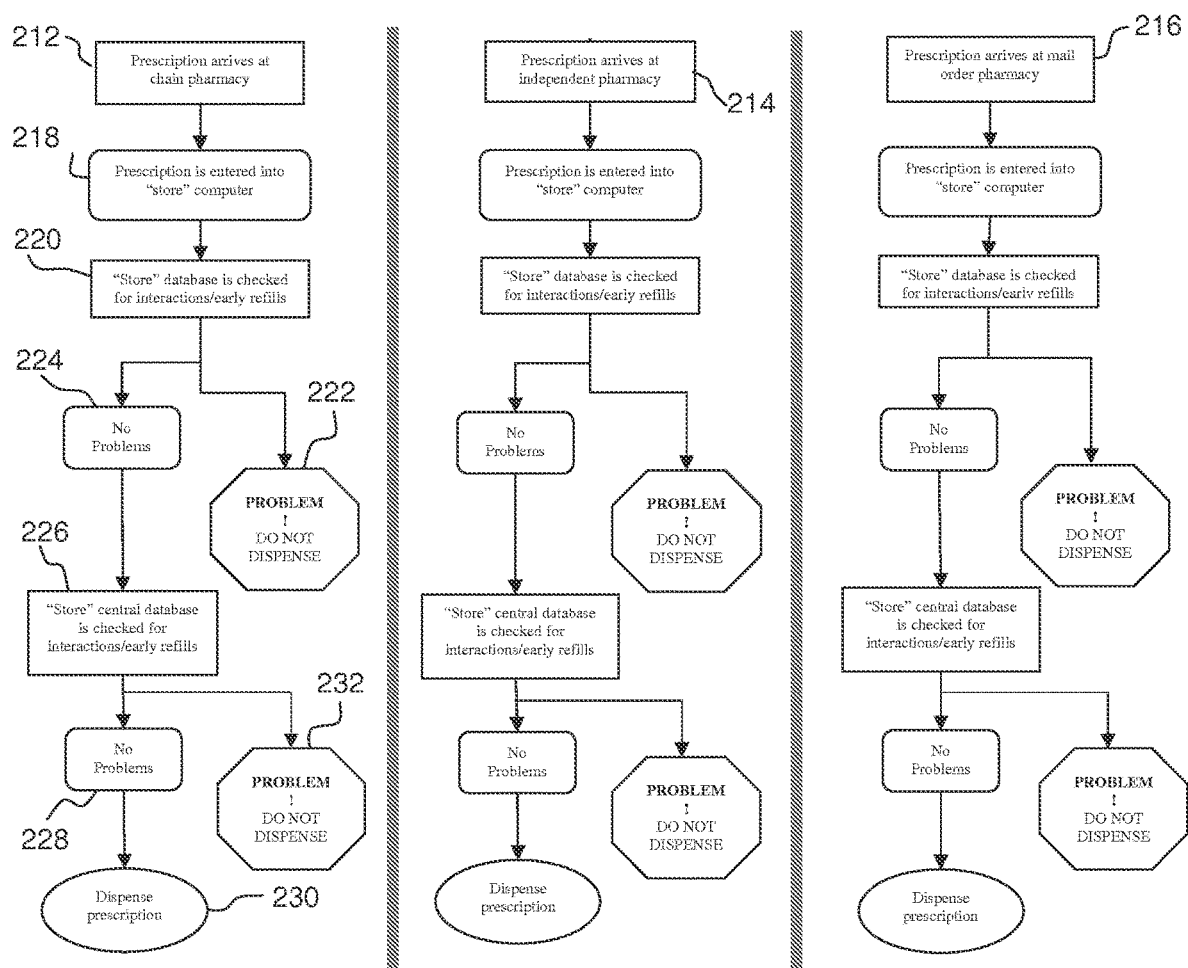 212
Prescription arrives at
chain pharmacy
218
Prescription is entered into
“store” computer
220
“Store” database is checked
for interactions/early refills
224
No
Problems
222
PROBLEM
!
DO NOT
DISPENSE
226
“Store” central database
is checked for
interactions/early refills
232
No
Problems
228
PROBLEM
!
DO NOT
DISPENSE
Dispense
prescription
230
Prescription arrives at
independent pharmacy
214
Prescription is entered into
“store” computer
“Store” database is checked
for interactions/early refills
No
Problems
PROBLEM
!
DO NOT
DISPENSE
“Store” central database
is checked for
interactions/early refills
No
Problems
PROBLEM
!
DO NOT
DISPENSE
Dispense
prescription
216
Prescription arrives at mail
order pharmacy
Prescription is entered into
“store” computer
“Store” database is checked
for interactions/early refills
No
Problems
PROBLEM
!
DO NOT
DISPENSE
“Store” central database
is checked for
interactions/early refills
No
Problems
PROBLEM
!
DO NOT
DISPENSE
Dispense
prescription